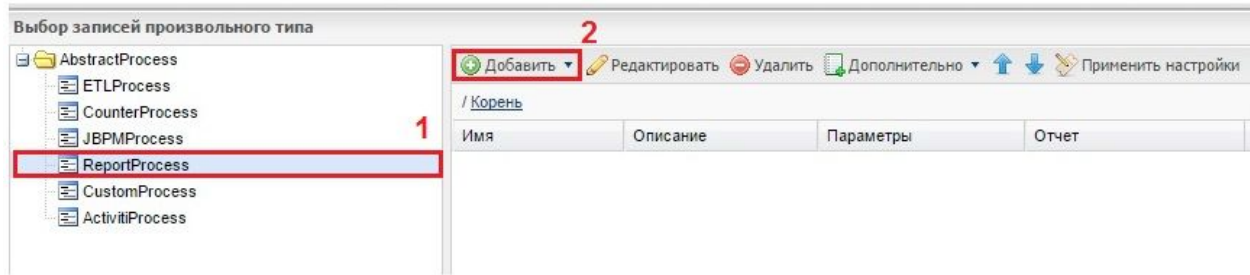 Выбор записей произвольного типа
2
AbstractProcess
ETLProcess
CounterProcess
JBPMProcess
1
ReportProcess
CustomProcess
ActivitiProcess
Добавить Редактировать Удалить Дополнительно Применить настройки
/ Корень
Имя Описание Параметры Отчет